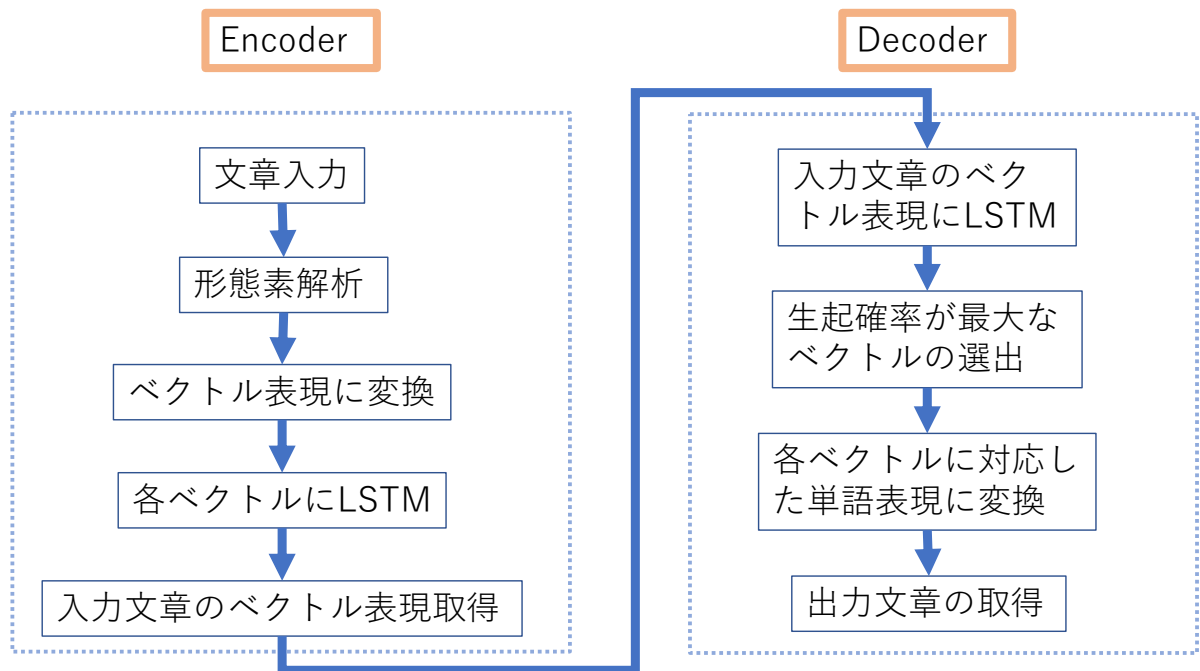 Encoder
文章入力
形態素解析
ベクトル表現に変換
各ベクトルにLSTM
入力文章のベクトル表現取得
Decoder
入力文章のベク
トル表現にLSTM
生起確率が最大な
ベクトルの選出
各ベクトルに対応し
た単語表現に変換
出力文章の取得